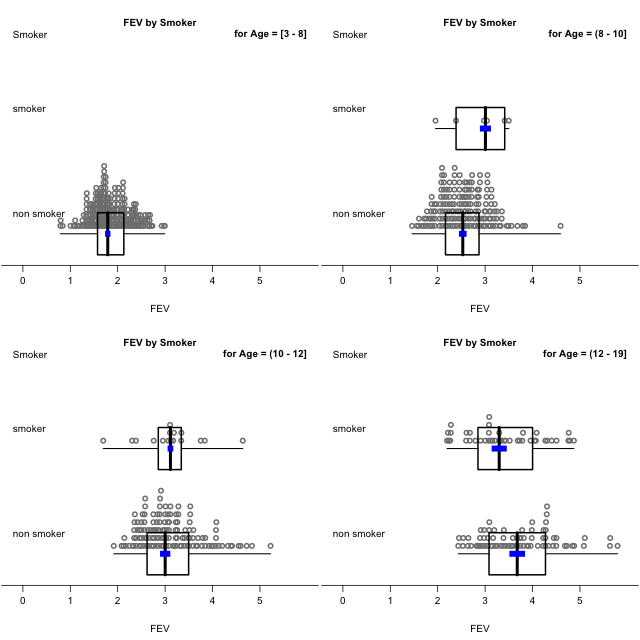 FEV by Smoker
Smoker
for Age = [3 - 8]
smoker
non smoker
0 1 2 3 4 5
FEV
FEV by Smoker
Smoker
for Age = (8 - 10]
smoker
non smoker
0 1 2 3 4 5
FEV
FEV by Smoker
Smoker
for Age = (10 - 12]
smoker
non smoker
0 1 2 3 4 5
FEV
FEV by Smoker
Smoker
for Age = (12 - 19]
smoker
non smoker
0 1 2 3 4 5
FEV